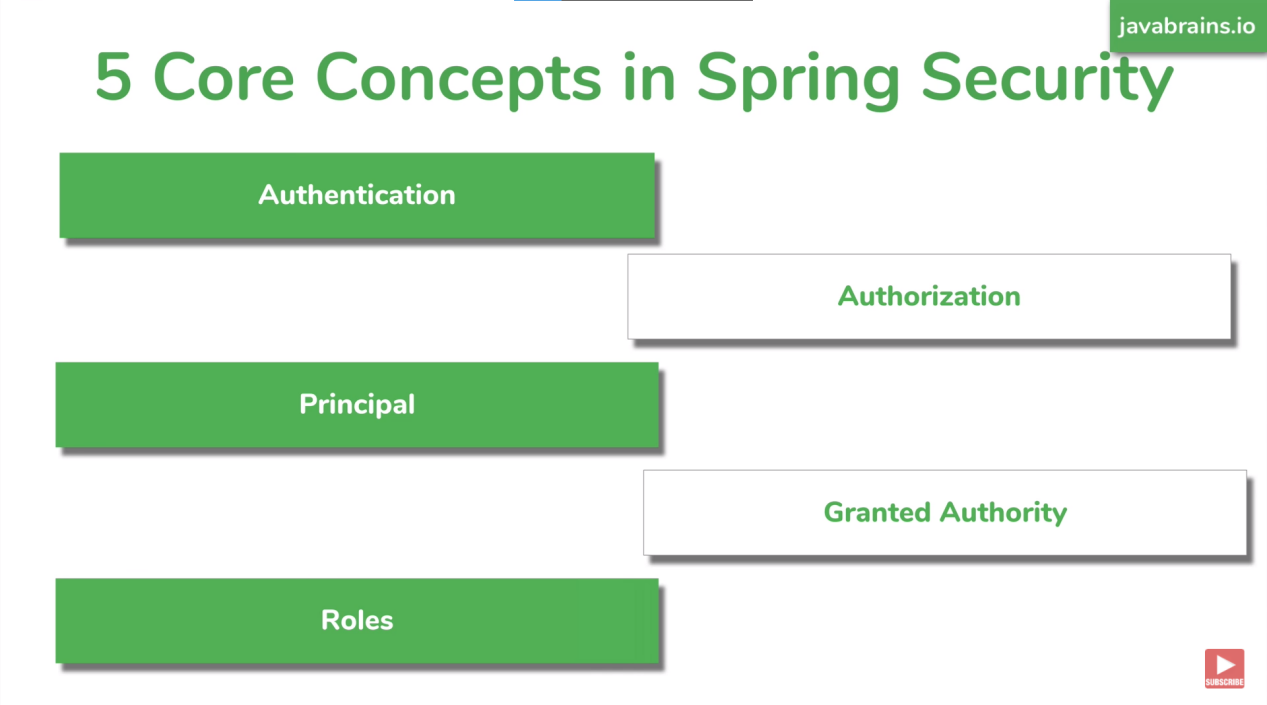 javabrains.io
5 Core Concepts in Spring Security
Authentication
Authorization
Principal
Granted Authority
Roles
SUBSCRIBE